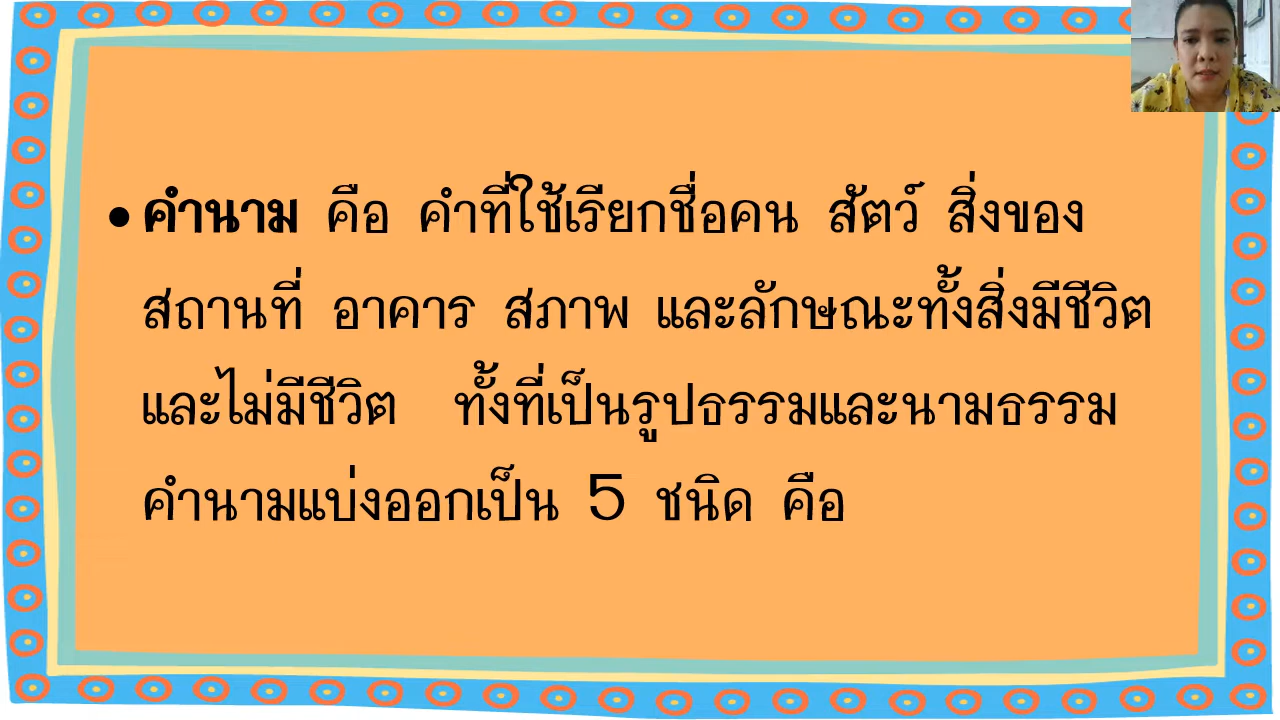 • คำนาม คือ คำที่ใช้เรียกชื่อคน สัตว์ สิ่งของ
สถานที่ อาคาร สภาพ และลักษณะทั้งสิ่งมีชีวิต
และไม่มีชีวิต ทั้งที่เป็นรูปธรรมและนามธรรม
คำนามแบ่งออกเป็น 5 ชนิด คือ